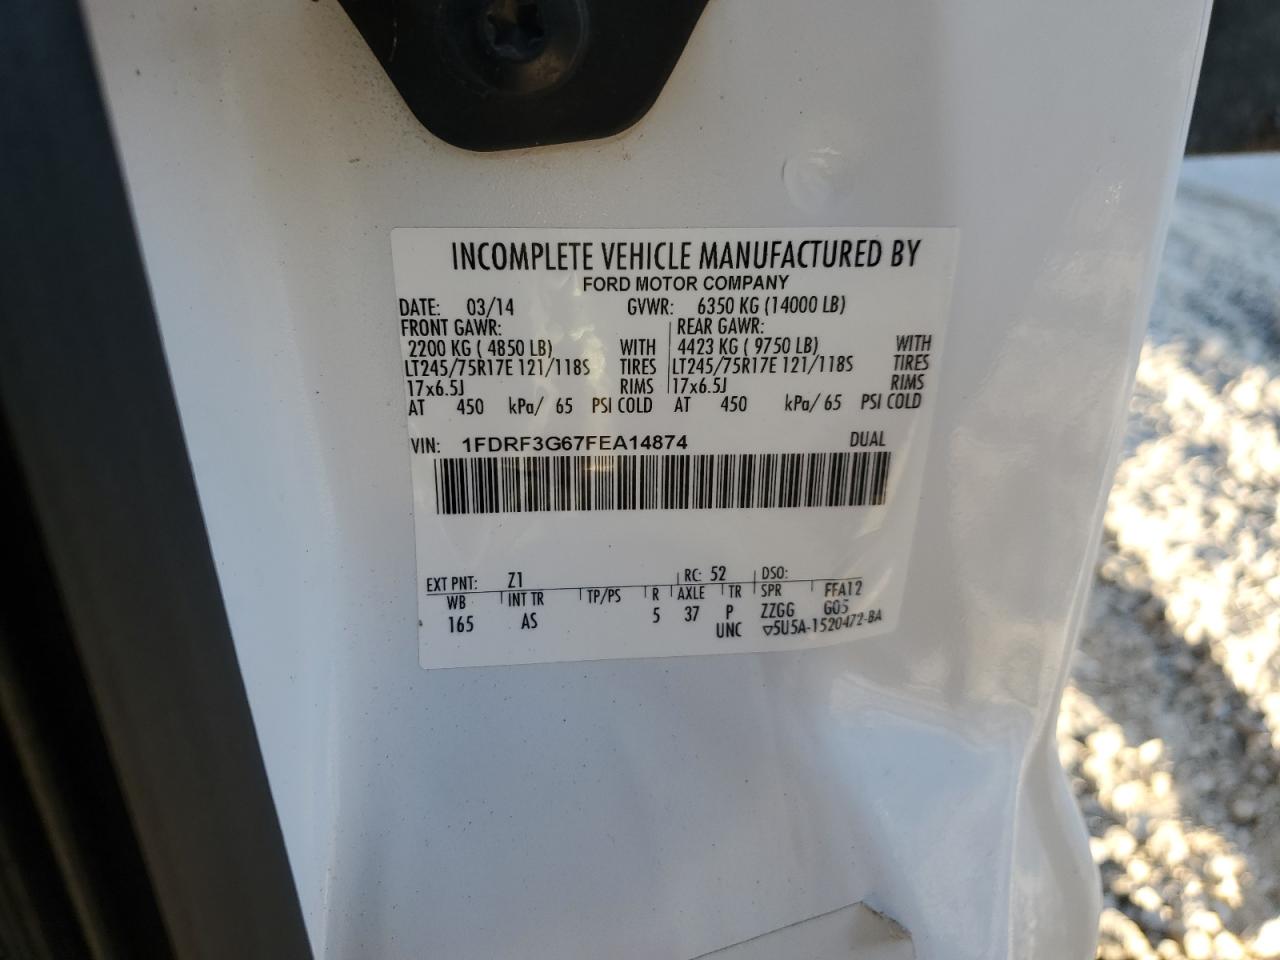 INCOMPLETE VEHICLE MANUFACTURED BY
FORD MOTOR COMPANY
DATE: 03/14 GVWR: 6350 KG (14000 LB)
FRONT GAWR: REAR GAWR:
2200 KG ( 4850 LB) WITH 4423 KG ( 9750 LB) WITH
LT245/75R17E 121/118S TIRES LT245/75R17E 121/118S TIRES
17x6.5J RIMS 17x6.5J RIMS
AT 450 kPa/ 65 PSI COLD AT 450 kPa/ 65 PSI COLD
VIN: 1FDRF3G67FEA14874 DUAL
EXT PNT: Z1 RC: 52 DSO:
WB INT TR TP/PS R AXLE TR SPR FFA12
165 AS 5 37 P ZZGG G05
UNC ▽5U5A-1520472-BA